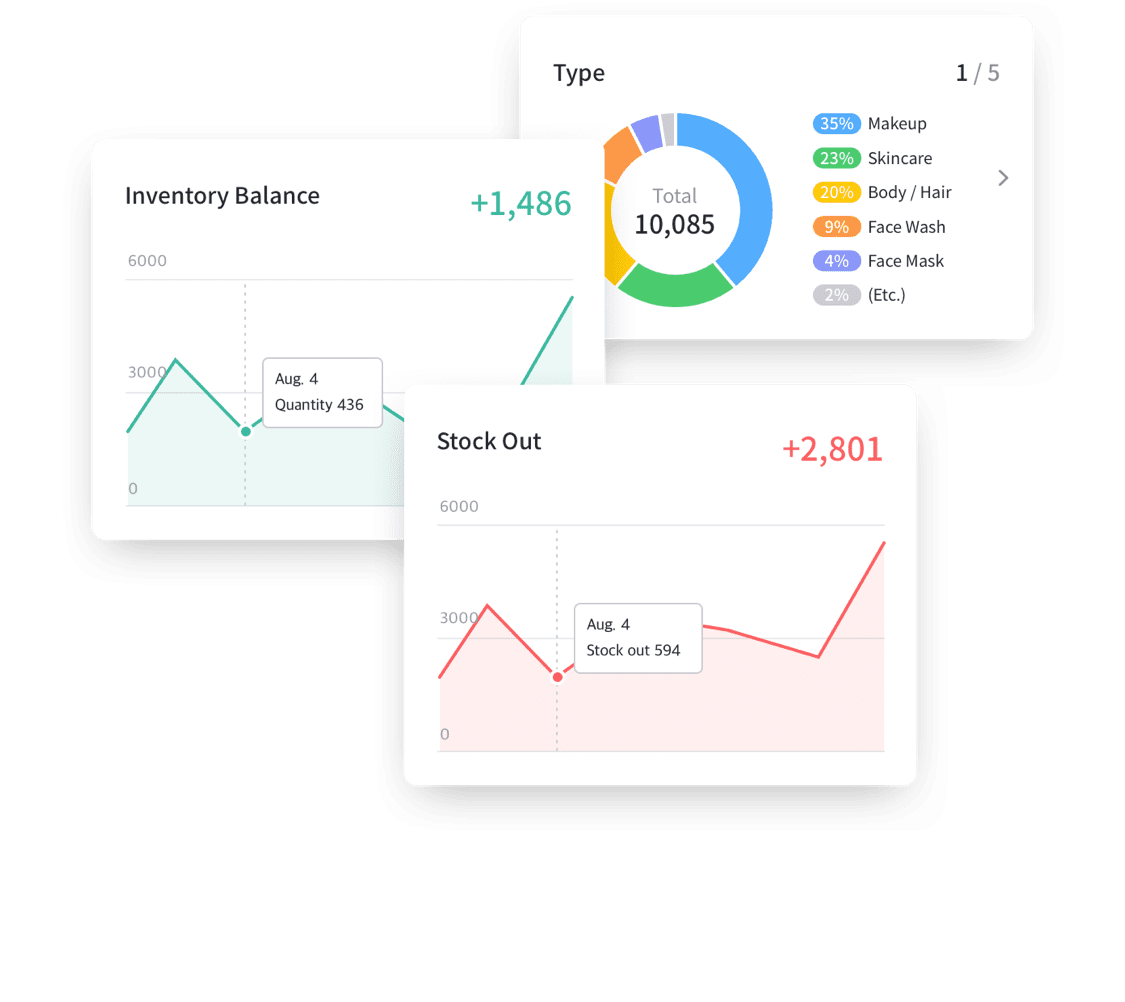 Type
1 / 5
Total
10,085
35% Makeup
23% Skincare
20% Body / Hair
9% Face Wash
4% Face Mask
2% (Etc.)
Inventory Balance
+1,486
6000
3000
0
Aug. 4
Quantity 436
Stock Out
+2,801
6000
3000
0
Aug. 4
Stock out 594